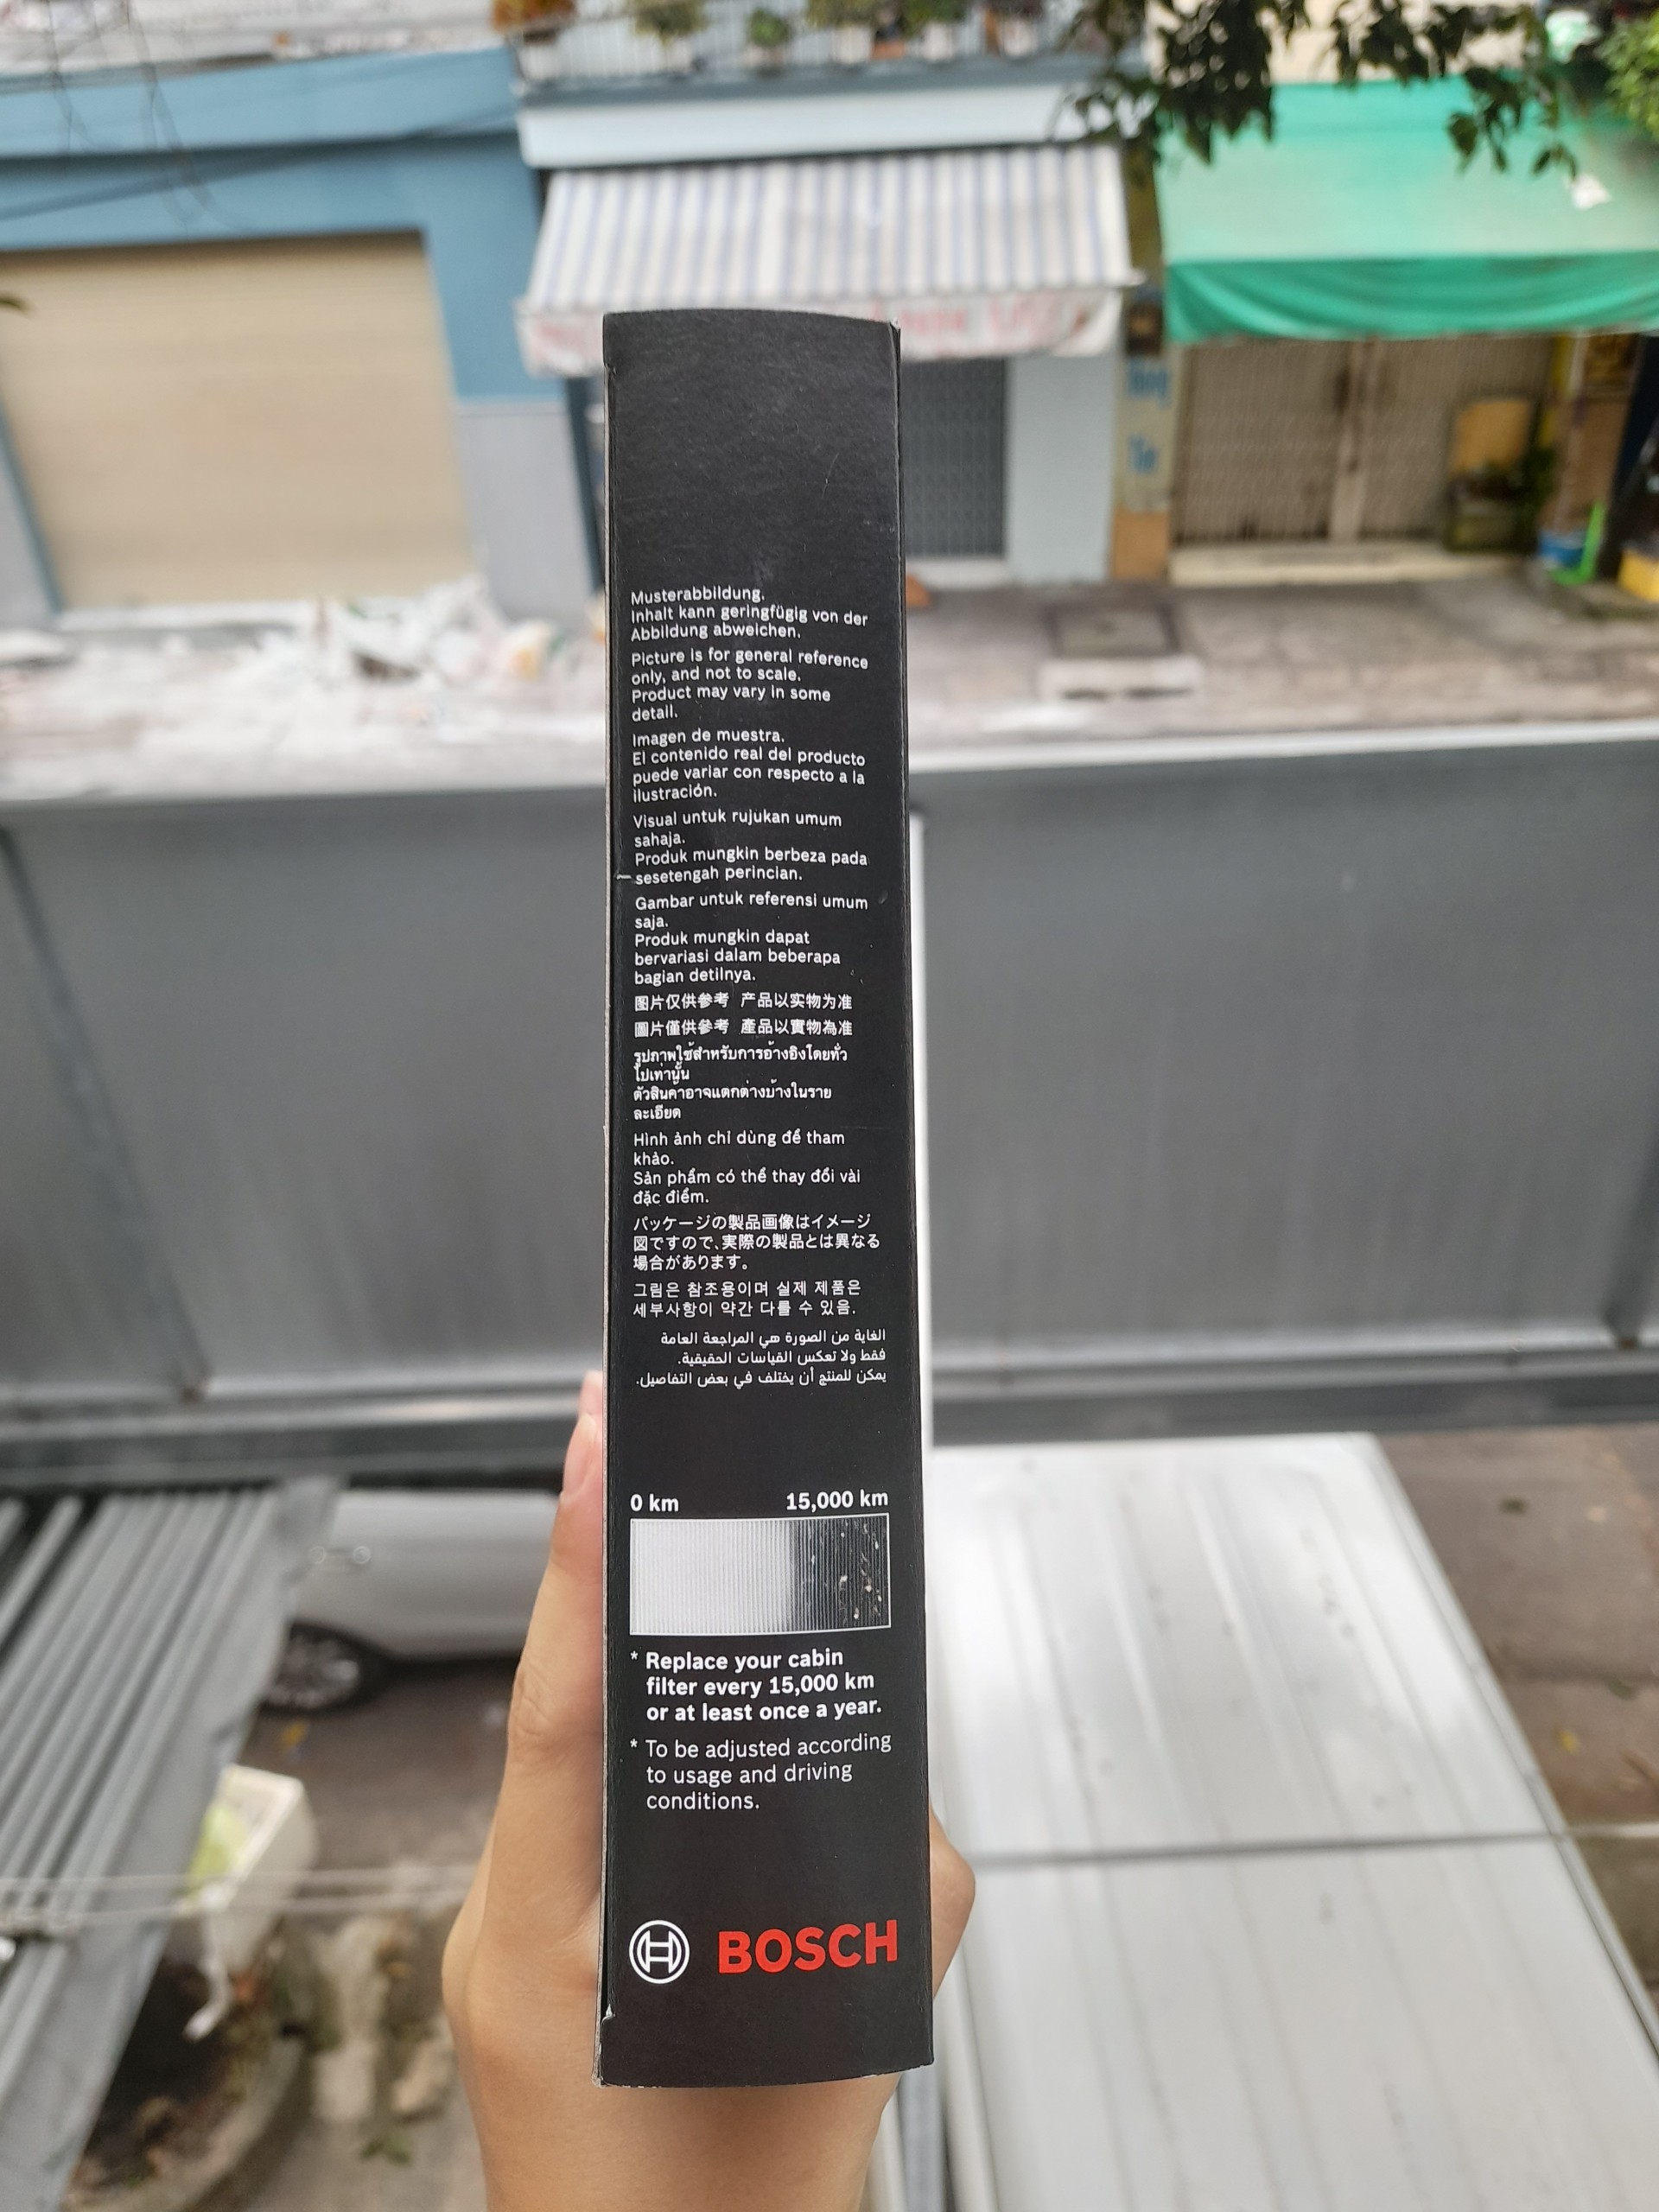 Musterabbildung.
Inhalt kann geringfügig von der
Abbildung abweichen.
Picture is for general reference
only, and not to scale.
Product may vary in some
detail.
Imagen de muestra.
El contenido real del producto
puede variar con respecto a la
ilustración.
Visual untuk rujukan umum
sahaja.
Produk mungkin berbeza pada
sesetengah perincian.
Gambar untuk referensi umum
saja.
Produk mungkin dapat
bervariasi dalam beberapa
bagian detilnya.
图片仅供参考 产品以实物为准
圖片僅供參考 產品以實物為准
รูปภาพใช้สำหรับการอ้างอิงโดยทั่ว
ไปเท่านั้น
ตัวสินค้าอาจแตกต่างบ้างในราย
ละเอียด
Hình ảnh chỉ dùng để tham
khảo.
Sản phẩm có thể thay đổi vài
đặc điểm.
パッケージの製品画像はイメージ
図ですので、実際の製品とは異なる
場合があります。
그림은 참조용이며 실제 제품은
세부사항이 약간 다를 수 있음.
الغاية من الصورة هي المراجعة العامة
فقط ولا تعكس القياسات الحقيقية.
يمكن للمنتج أن يختلف في بعض التفاصيل.
0 km 15,000 km
* Replace your cabin
filter every 15,000 km
or at least once a year.
* To be adjusted according
to usage and driving
conditions.
BOSCH